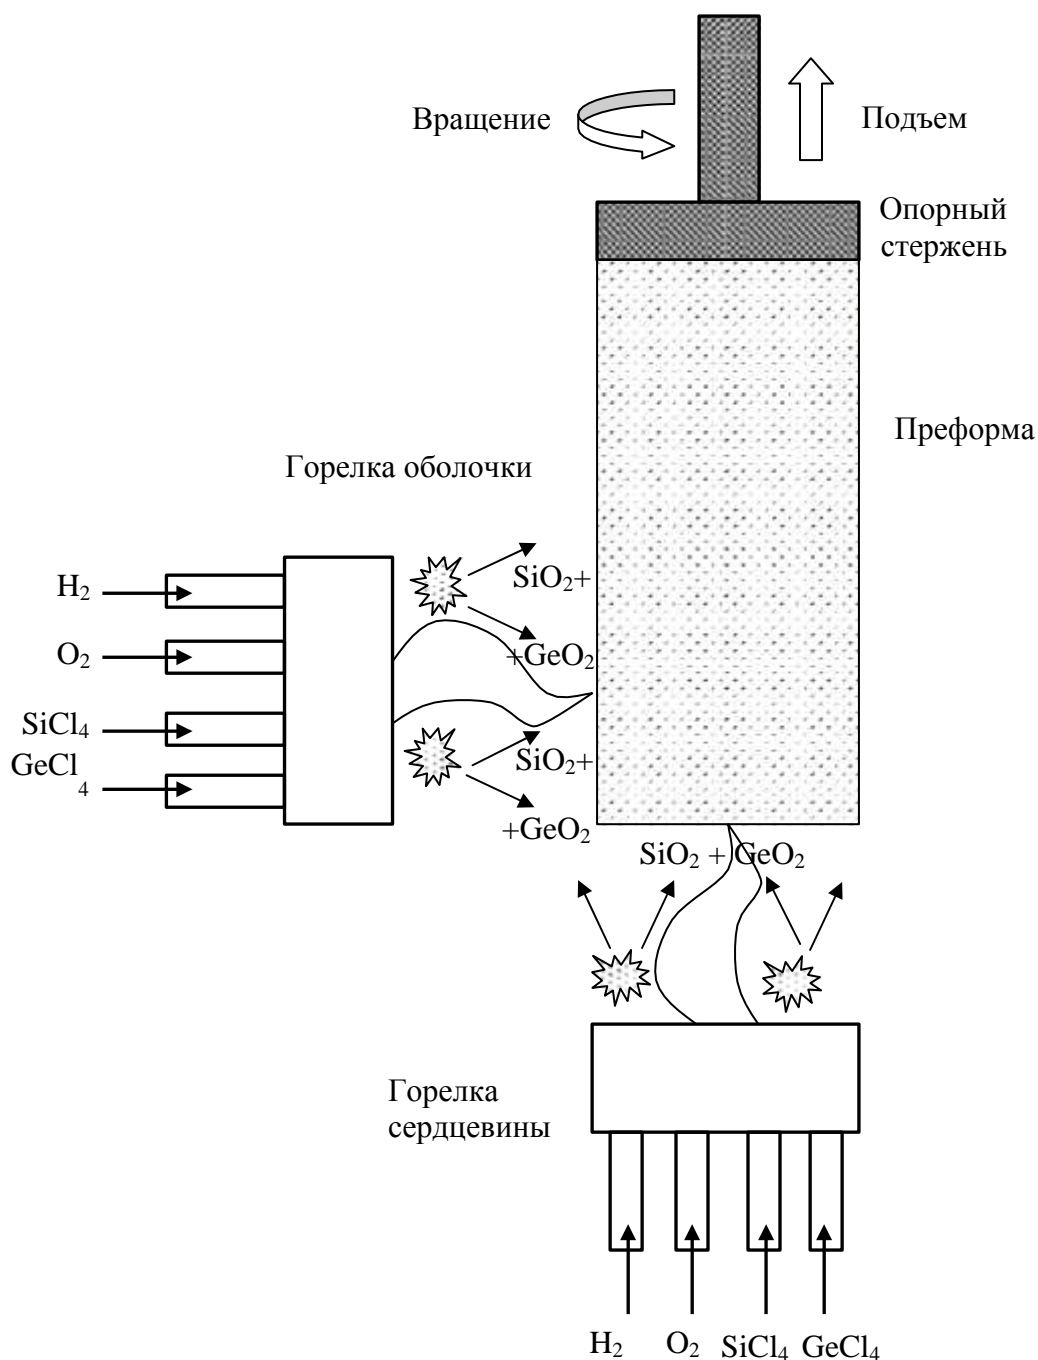 Вращение
Подъем
Опорный
стержень
Преформа
Горелка оболочки
H₂
O₂
SiCl₄
GeCl
4
SiO₂+
+GeO₂
SiO₂+
+GeO₂
SiO₂ + GeO₂
Горелка
сердцевины
H₂ O₂ SiCl₄ GeCl₄